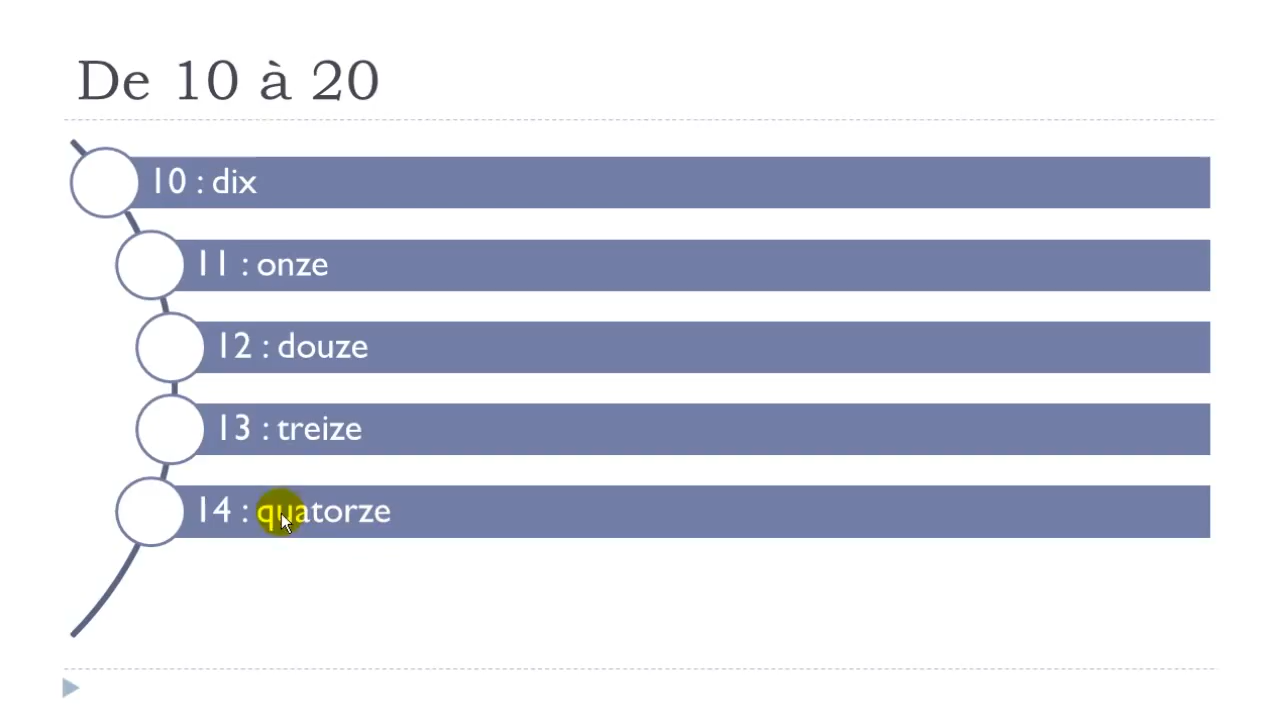 De 10 à 20
10 : dix
11 : onze
12 : douze
13 : treize
14 : quatorze